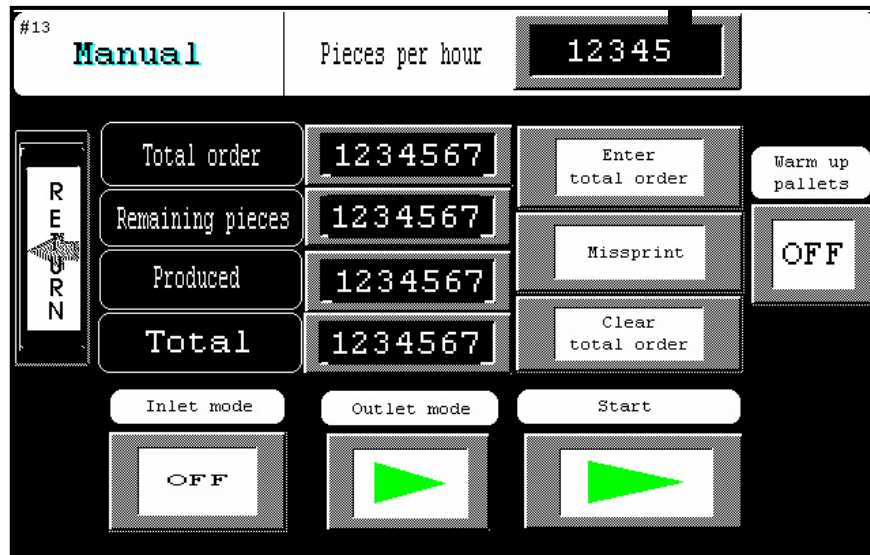 #13
Manual
Pieces per hour
12345
Total order
1234567
Enter
total order
Warm up
pallets
Remaining pieces
1234567
Missprint
OFF
Produced
1234567
Total
1234567
Clear
total order
RETURN
Inlet mode
Outlet mode
Start
OFF